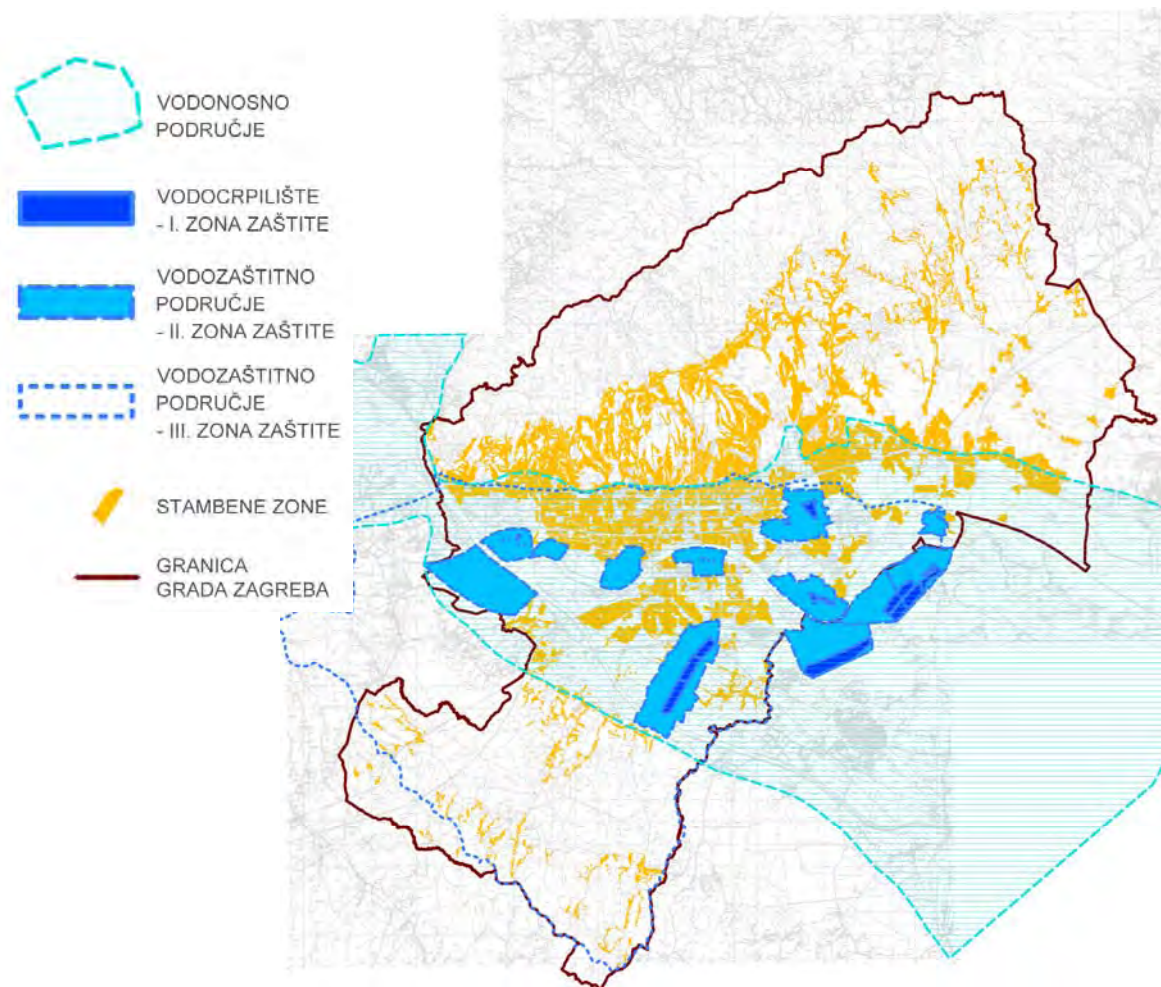 VODONOSNO
PODRUČJE
VODOCRPILIŠTE
- I. ZONA ZAŠTITE
VODOZAŠTITNO
PODRUČJE
- II. ZONA ZAŠTITE
VODOZAŠTITNO
PODRUČJE
- III. ZONA ZAŠTITE
STAMBENE ZONE
GRANICA
GRADA ZAGREBA